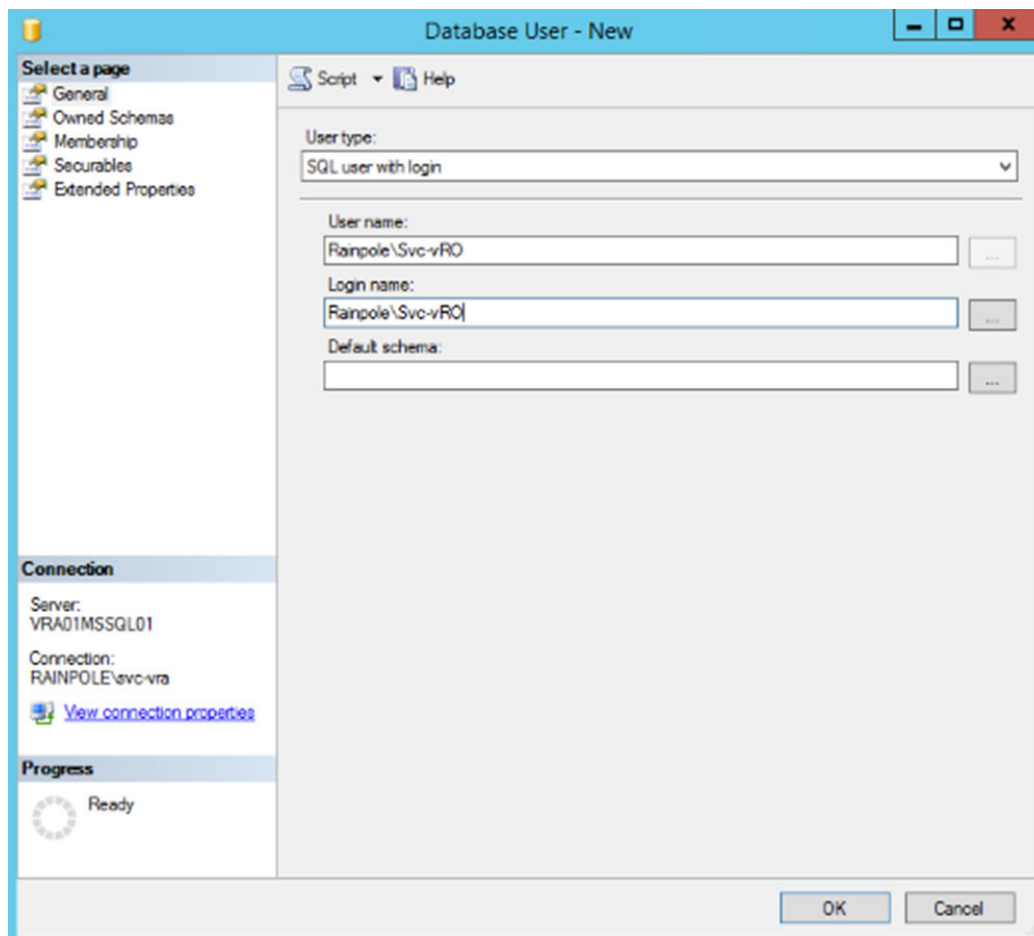 Database User - New
Select a page
General
Owned Schemas
Membership
Securables
Extended Properties
Script
Help
User type:
SQL user with login
User name:
Rainpole\Svc-vRO
...
Login name:
Rainpole\Svc-vRO
...
Default schema:
...
Connection
Server:
VRA01MSSQL01
Connection:
RAINPOLE\svc-vra
View connection properties
Progress
Ready
OK
Cancel